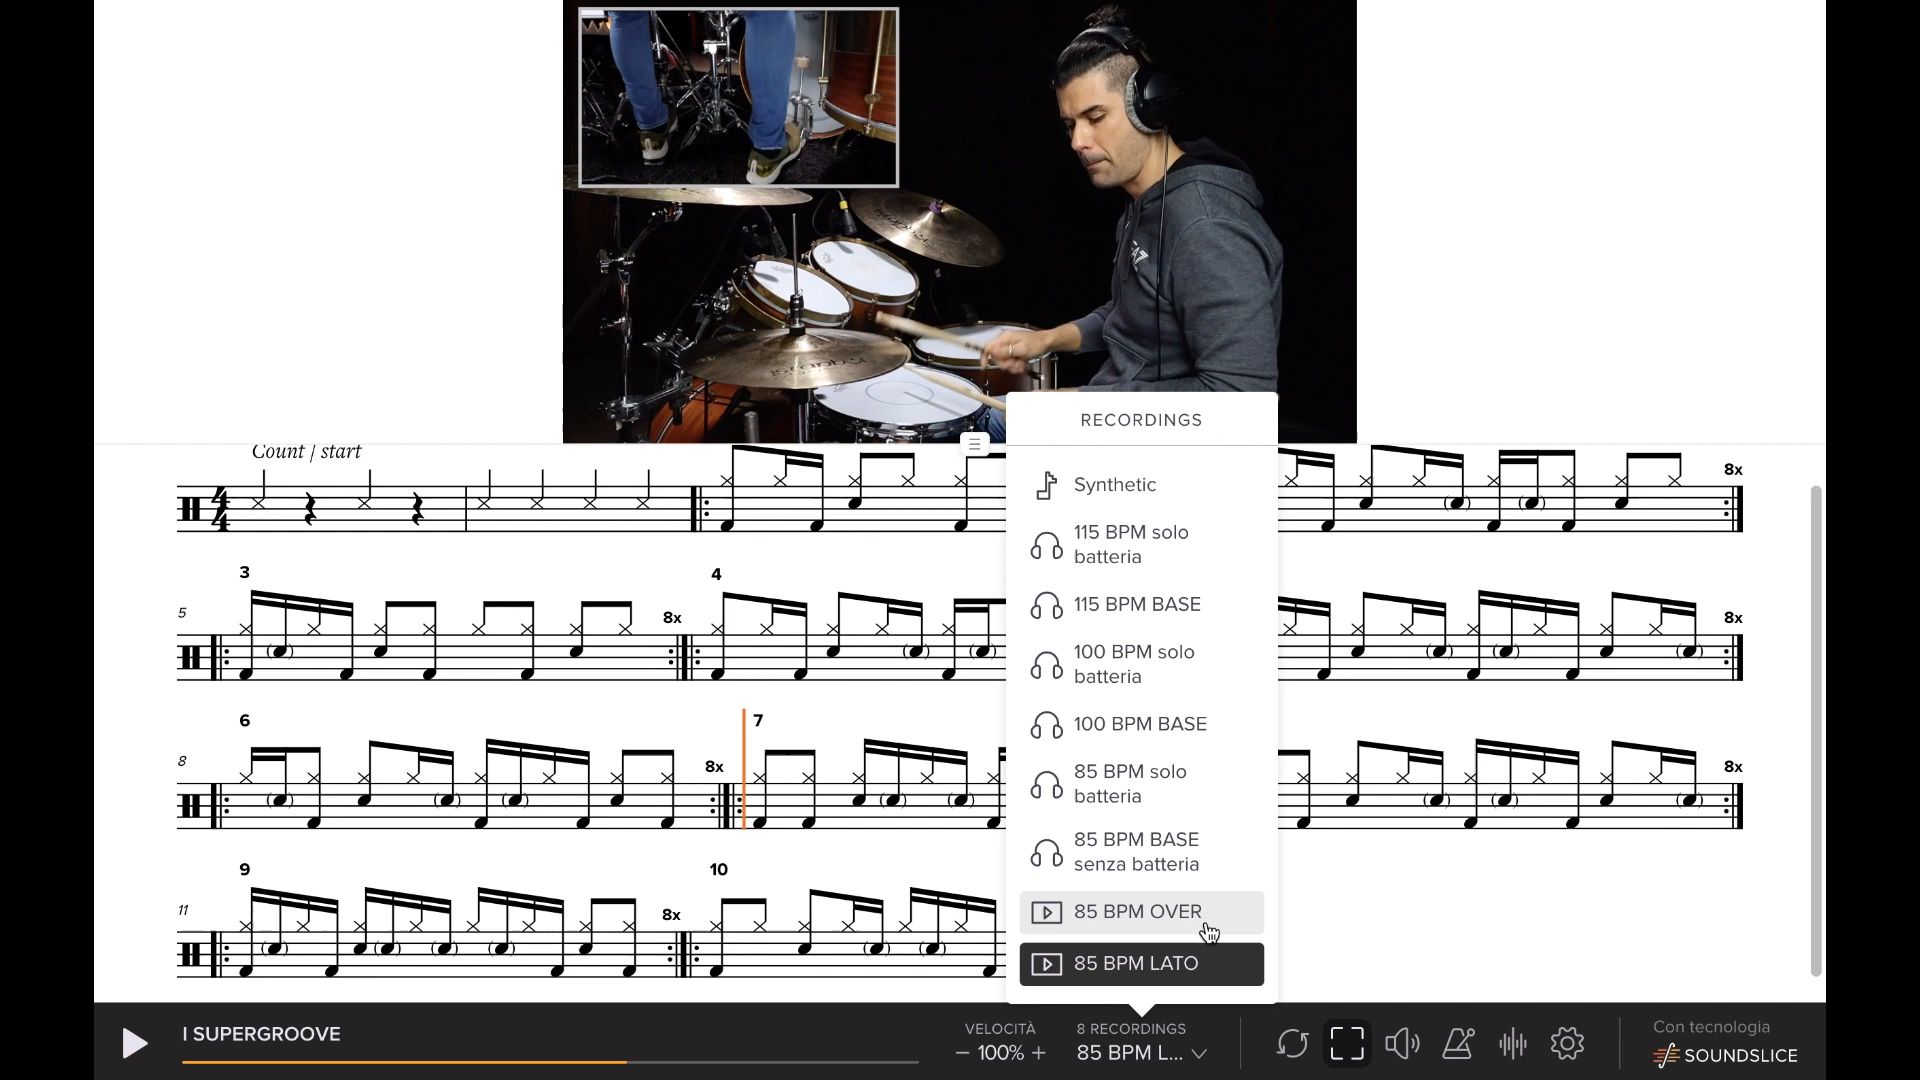 RECORDINGS
Synthetic
115 BPM solo
batteria
115 BPM BASE
100 BPM solo
batteria
100 BPM BASE
85 BPM solo
batteria
85 BPM BASE
senza batteria
85 BPM OVER
85 BPM LATO
Count / start
4
4
8x
3
4
5
8x
8x
6
7
8
8x
8x
9
10
11
8x
I SUPERGROOVE
VELOCITÀ
− 100% +
8 RECORDINGS
85 BPM L...
Con tecnologia
SOUNDSLICE